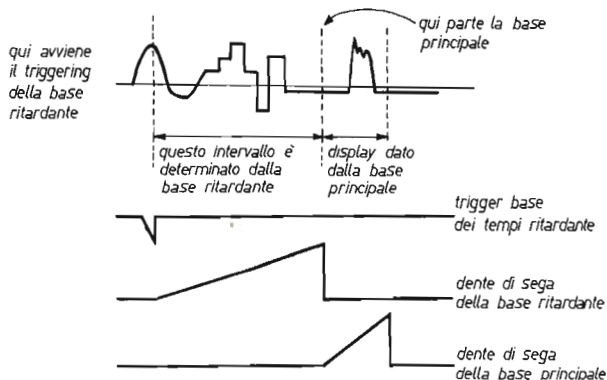 qui parte la base
principale
qui avviene
il triggering
della base
ritardante
questo intervallo è
determinato dalla
base ritardante
display dato
dalla base
principale
trigger base
dei tempi ritardante
dente di sega
della base ritardante
dente di sega
della base principale